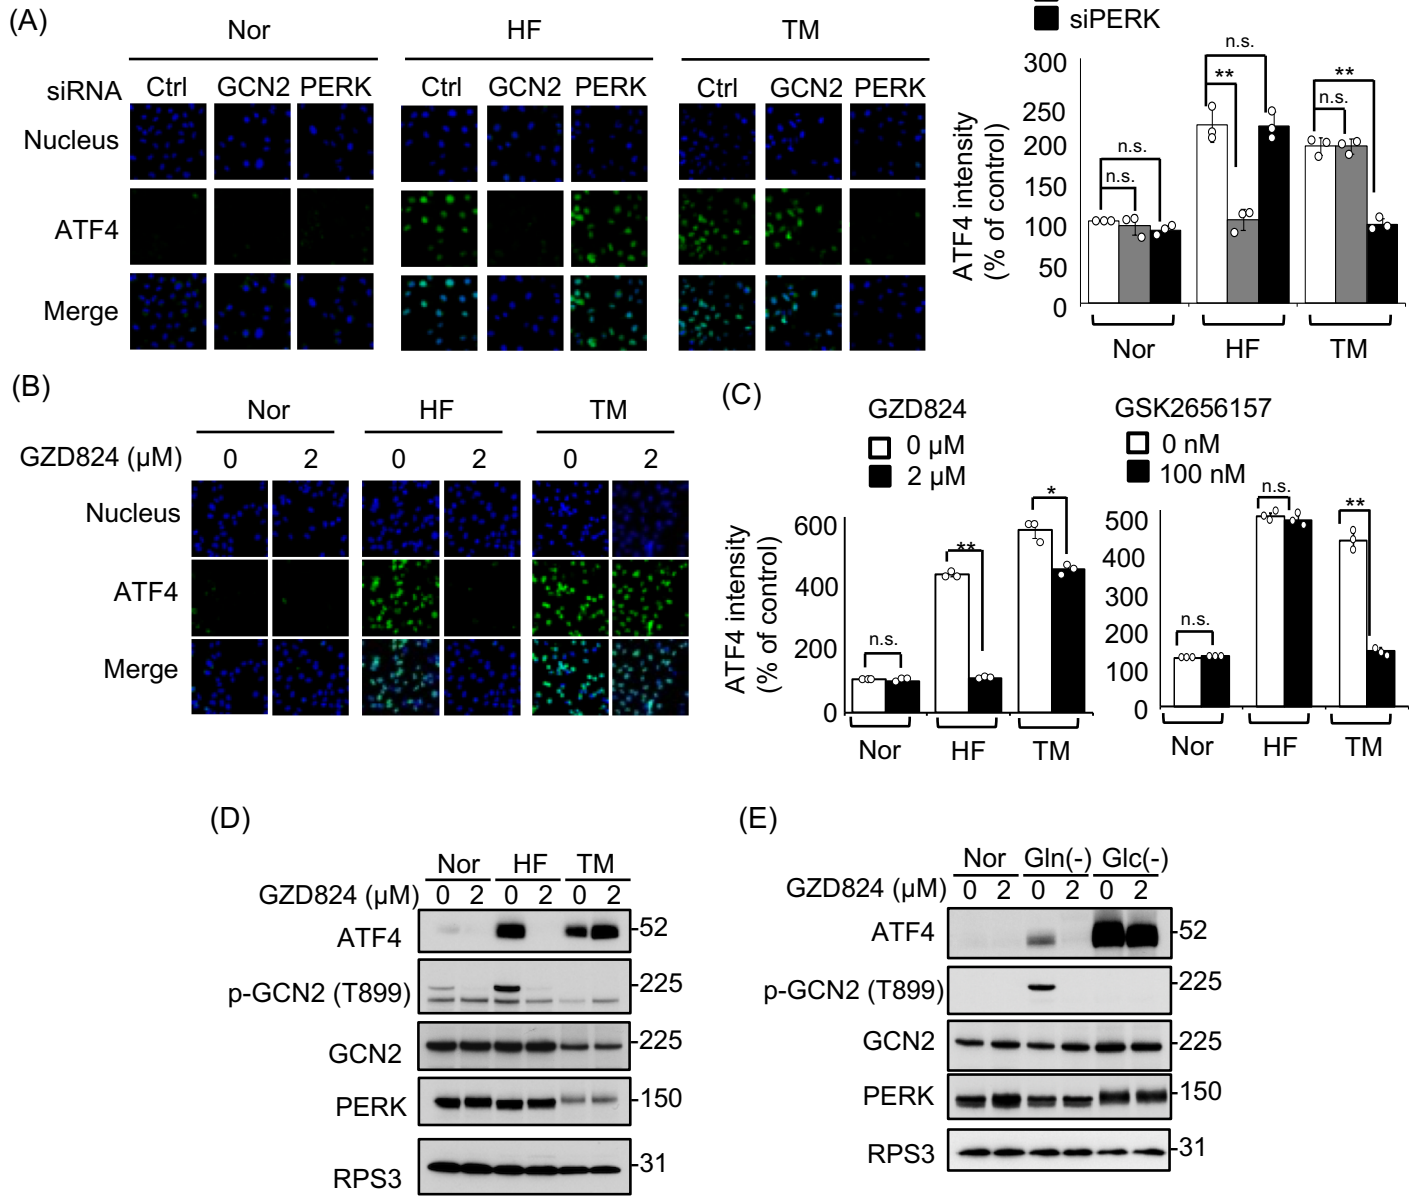 (A)
Nor HF TM
siRNA Ctrl GCN2 PERK Ctrl GCN2 PERK Ctrl GCN2 PERK
Nucleus
ATF4
Merge
siPERK
ATF4 intensity
(% of control)
300
250
200
150
100
50
0
n.s. n.s. n.s. ** n.s. **
n.s.
Nor HF TM
(B)
Nor HF TM
GZD824 (µM) 0 2 0 2 0 2
Nucleus
ATF4
Merge
(C)
GZD824
0 µM
2 µM
ATF4 intensity
(% of control)
600
400
200
0
n.s. ** *
Nor HF TM
GSK2656157
0 nM
100 nM
500
400
300
200
100
0
n.s. n.s. **
Nor HF TM
(D)
Nor HF TM
GZD824 (µM) 0 2 0 2 0 2
ATF4 -52
p-GCN2 (T899) -225
GCN2 -225
PERK -150
RPS3 -31
(E)
Nor Gln(-) Glc(-)
GZD824 (µM) 0 2 0 2 0 2
ATF4 -52
p-GCN2 (T899) -225
GCN2 -225
PERK -150
RPS3 -31